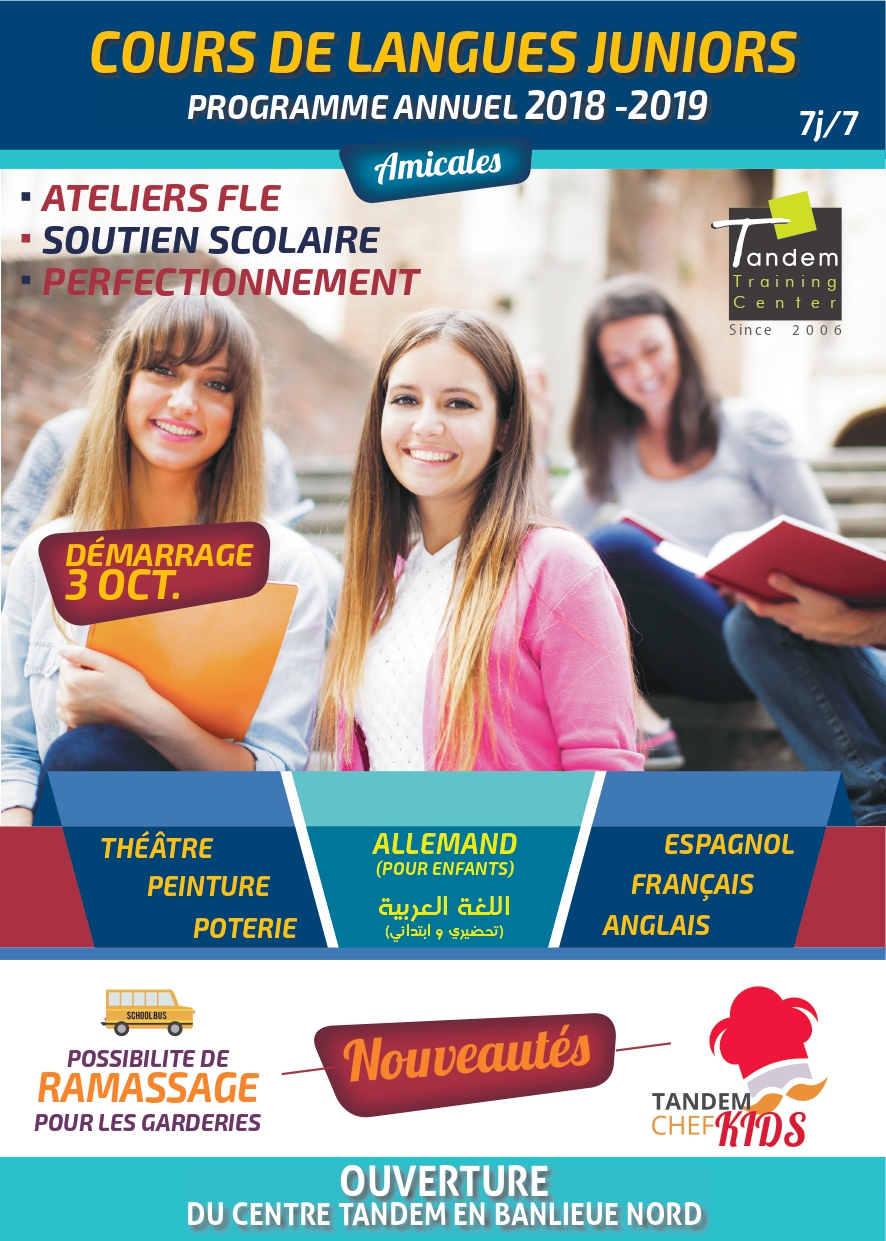 COURS DE LANGUES JUNIORS
PROGRAMME ANNUEL 2018 -2019
7j/7
Amicales
▪ ATELIERS FLE
▪ SOUTIEN SCOLAIRE
▪ PERFECTIONNEMENT
Tandem
Training
Center
Since 2006
DÉMARRAGE
3 OCT.
THÉÂTRE
PEINTURE
POTERIE
ALLEMAND
(POUR ENFANTS)
اللغة العربية
(تحضيري و ابتدائي)
ESPAGNOL
FRANÇAIS
ANGLAIS
SCHOOL BUS
POSSIBILITE DE
RAMASSAGE
POUR LES GARDERIES
Nouveautés
TANDEM
CHEF KIDS
OUVERTURE
DU CENTRE TANDEM EN BANLIEUE NORD